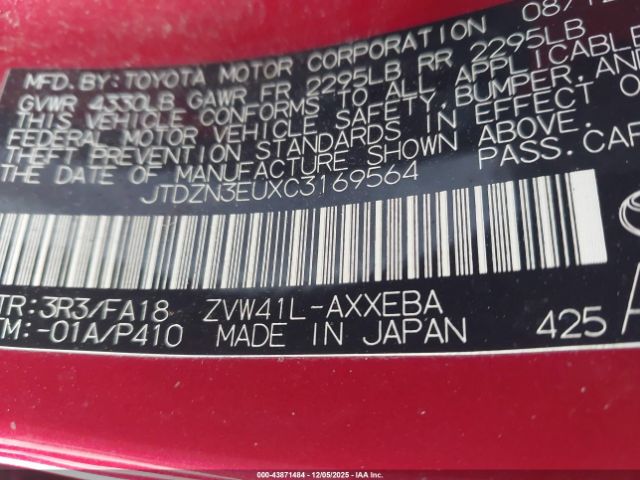 MFD.BY:TOYOTA MOTOR CORPORATION 08/12
GVWR 4330LB GAWR FR 2295LB RR 2295LB
THIS VEHICLE CONFORMS TO ALL APPLICABLE
FEDERAL MOTOR VEHICLE SAFETY,BUMPER,AND
THEFT PREVENTION STANDARDS IN EFFECT
ON THE DATE OF MANUFACTURE SHOWN ABOVE.
JTDZN3EUXC3169564 PASS.CAR
TR:3R3/FA18 ZVW41L-AXXEBA
TM:-01A/P410 MADE IN JAPAN 425
000-43871484 | 12/05/2025 - IAAI.COM